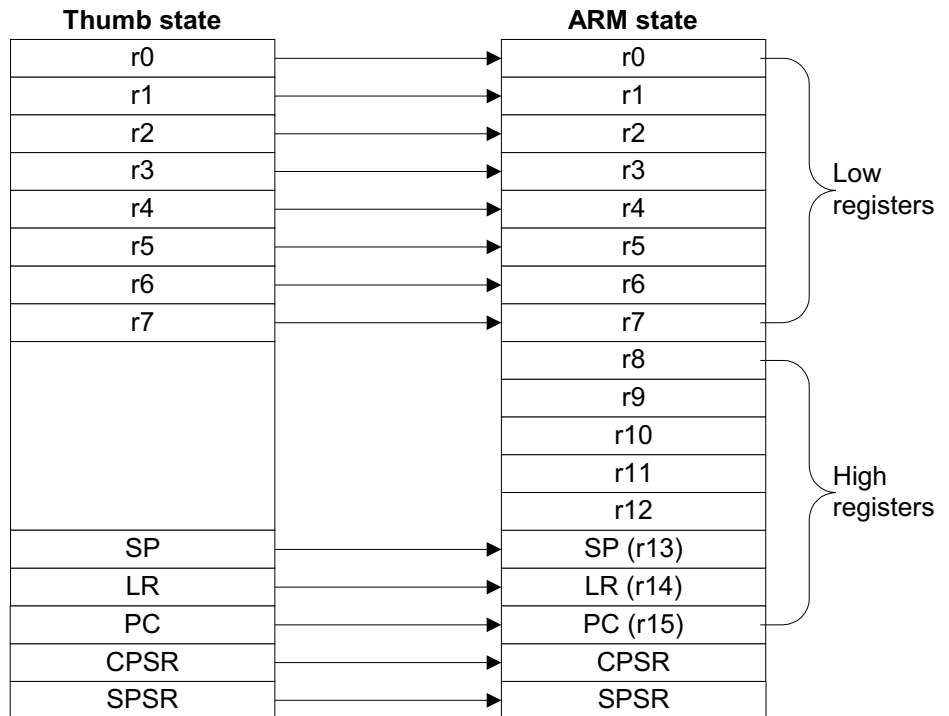 Thumb state ARM state
r0 r0
r1 r1
r2 r2
r3 r3
r4 r4
r5 r5
r6 r6
r7 r7
Low
registers
r8
r9
r10
r11
r12
High
registers
SP SP (r13)
LR LR (r14)
PC PC (r15)
CPSR CPSR
SPSR SPSR